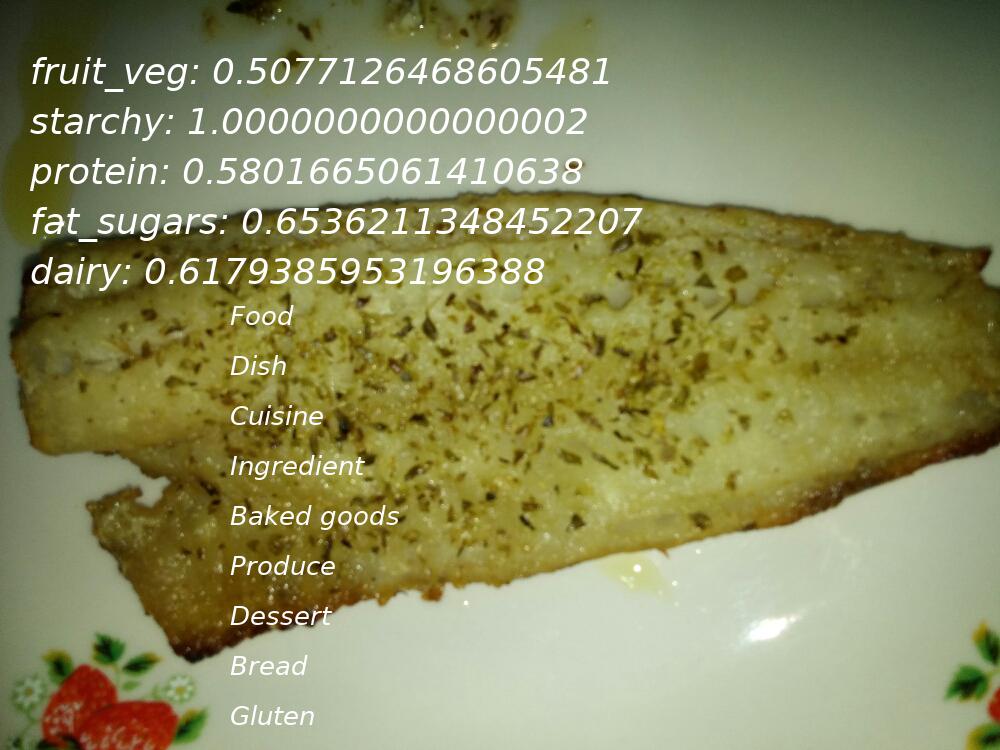 fruit_veg: 0.5077126468605481
starchy: 1.0000000000000002
protein: 0.5801665061410638
fat_sugars: 0.6536211348452207
dairy: 0.6179385953196388
Food
Dish
Cuisine
Ingredient
Baked goods
Produce
Dessert
Bread
Gluten